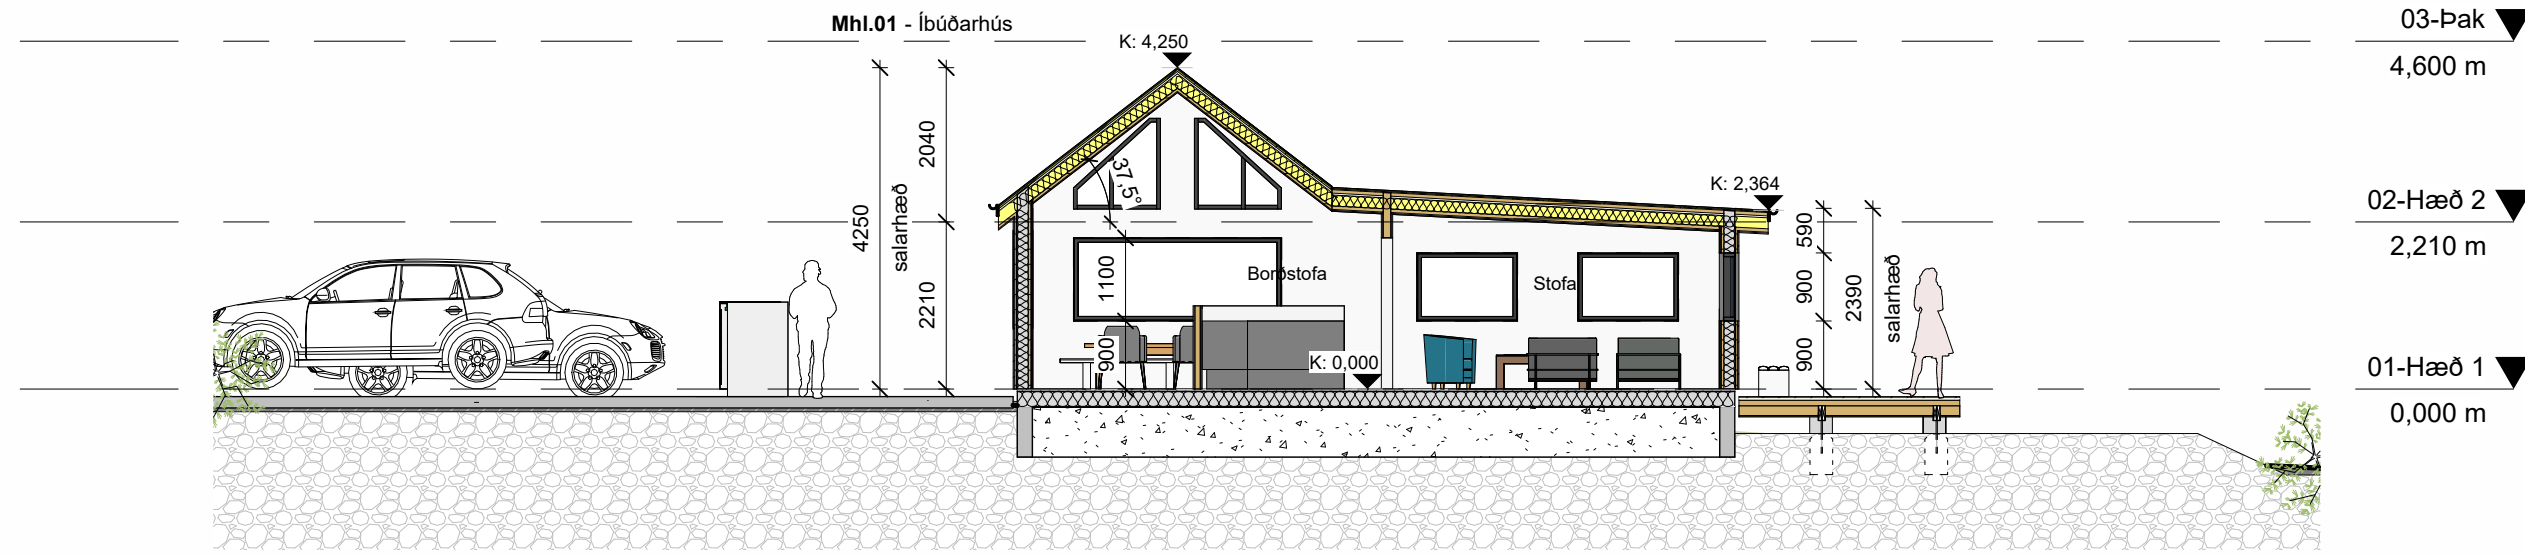 Mhl.01 - Íbúðarhús
03-Þak
4,600 m
K: 4,250
2040
4250
salarhæð
2210
37,5°
K: 2,364
02-Hæð 2
2,210 m
1100
900
Borðstofa
Stofa
590
900
900
2390
salarhæð
K: 0,000
01-Hæð 1
0,000 m